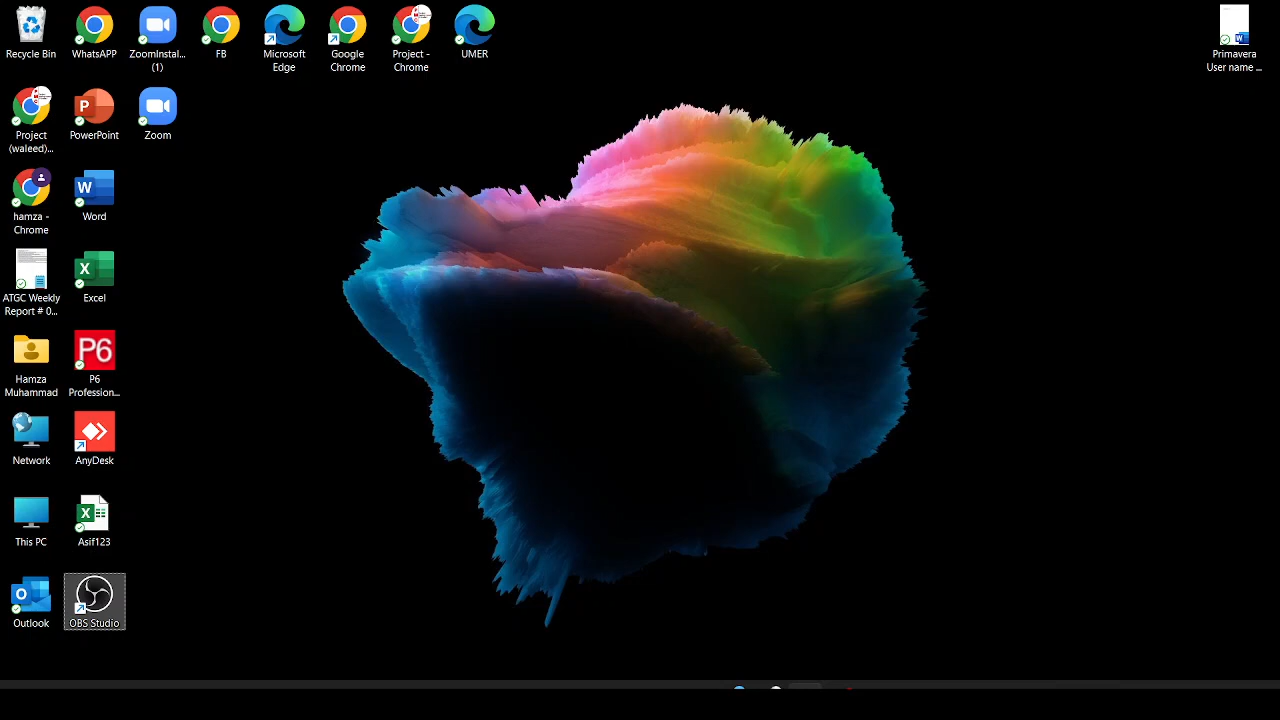 Recycle Bin
WhatsAPP
ZoomInstal...
(1)
FB
Microsoft
Edge
Google
Chrome
Project -
Chrome
UMER
Primavera
User name ...
Project
(waleed)...
PowerPoint
Zoom
hamza -
Chrome
Word
ATGC Weekly
Report # 0...
Excel
Hamza
Muhammad
P6
P6
Profession...
Network
AnyDesk
This PC
Asif123
Outlook
OBS Studio